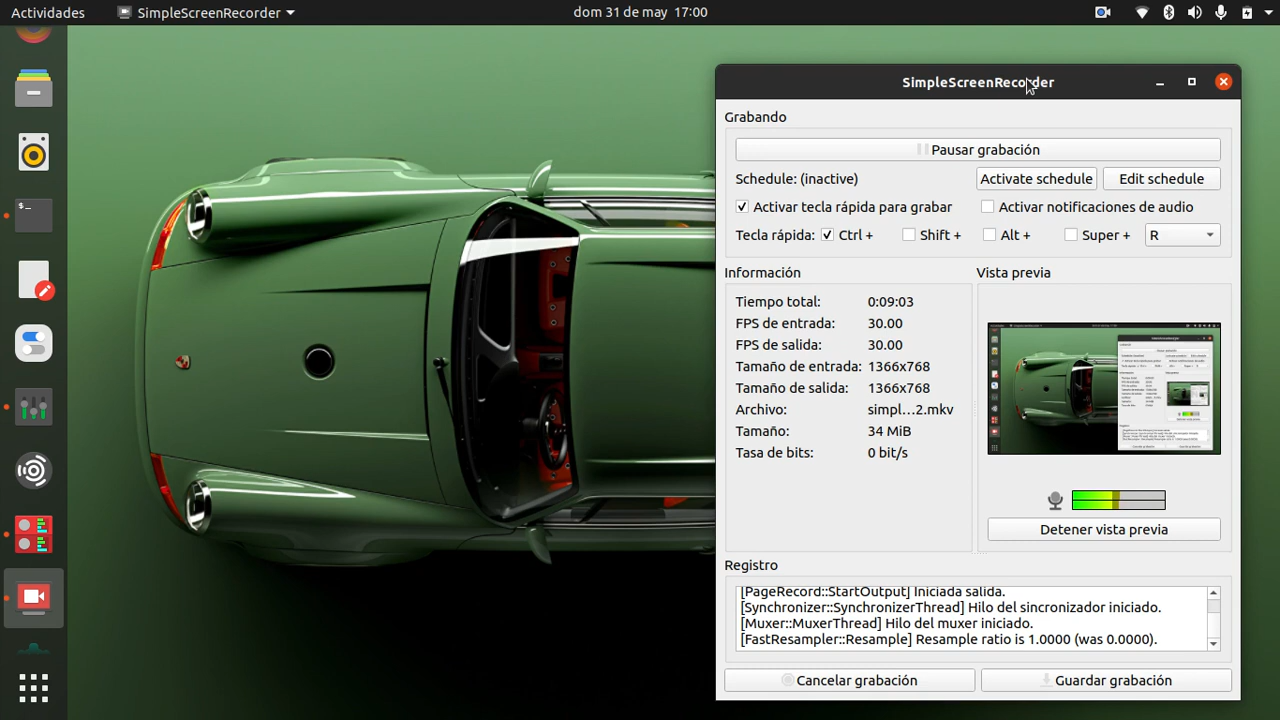 Actividades SimpleScreenRecorder dom 31 de may 17:00
SimpleScreenRecorder
Grabando
Pausar grabación
Schedule: (inactive) Activate schedule Edit schedule
Activar tecla rápida para grabar Activar notificaciones de audio
Tecla rápida: Ctrl + Shift + Alt + Super + R
Información Vista previa
Tiempo total: 0:09:03
FPS de entrada: 30.00
FPS de salida: 30.00
Tamaño de entrada: 1366x768
Tamaño de salida: 1366x768
Archivo: simpl...2.mkv
Tamaño: 34 MiB
Tasa de bits: 0 bit/s
Detener vista previa
Registro
[PageRecord::StartOutput] Iniciada salida.
[Synchronizer::SynchronizerThread] Hilo del sincronizador iniciado.
[Muxer::MuxerThread] Hilo del muxer iniciado.
[FastResampler::Resample] Resample ratio is 1.0000 (was 0.0000).
Cancelar grabación Guardar grabación